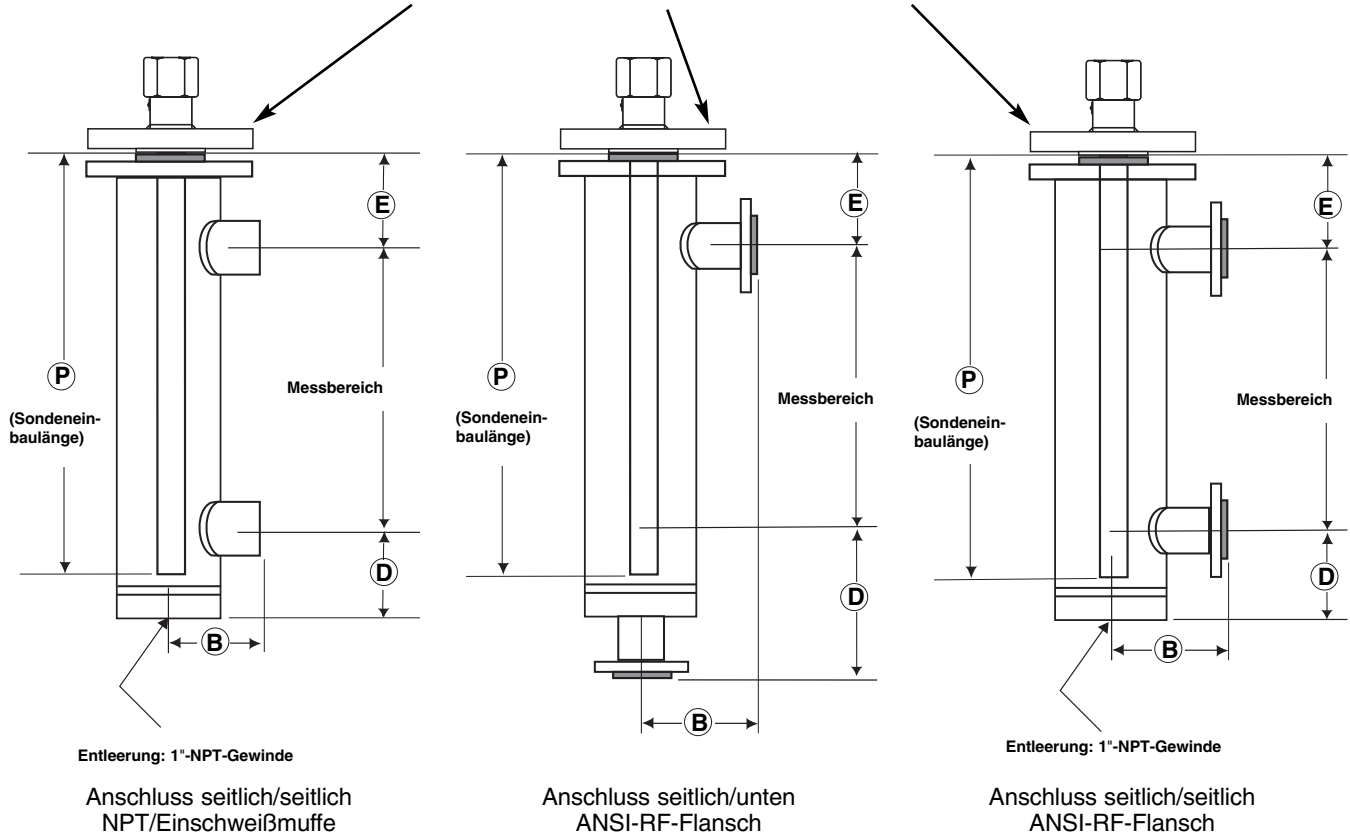 E
P
(Sondenein-
baulänge)
Messbereich
D
B
Entleerung: 1"-NPT-Gewinde
Anschluss seitlich/seitlich
NPT/Einschweißmuffe
E
P
(Sondenein-
baulänge)
Messbereich
D
B
Anschluss seitlich/unten
ANSI-RF-Flansch
E
P
(Sondenein-
baulänge)
Messbereich
D
B
Entleerung: 1"-NPT-Gewinde
Anschluss seitlich/seitlich
ANSI-RF-Flansch